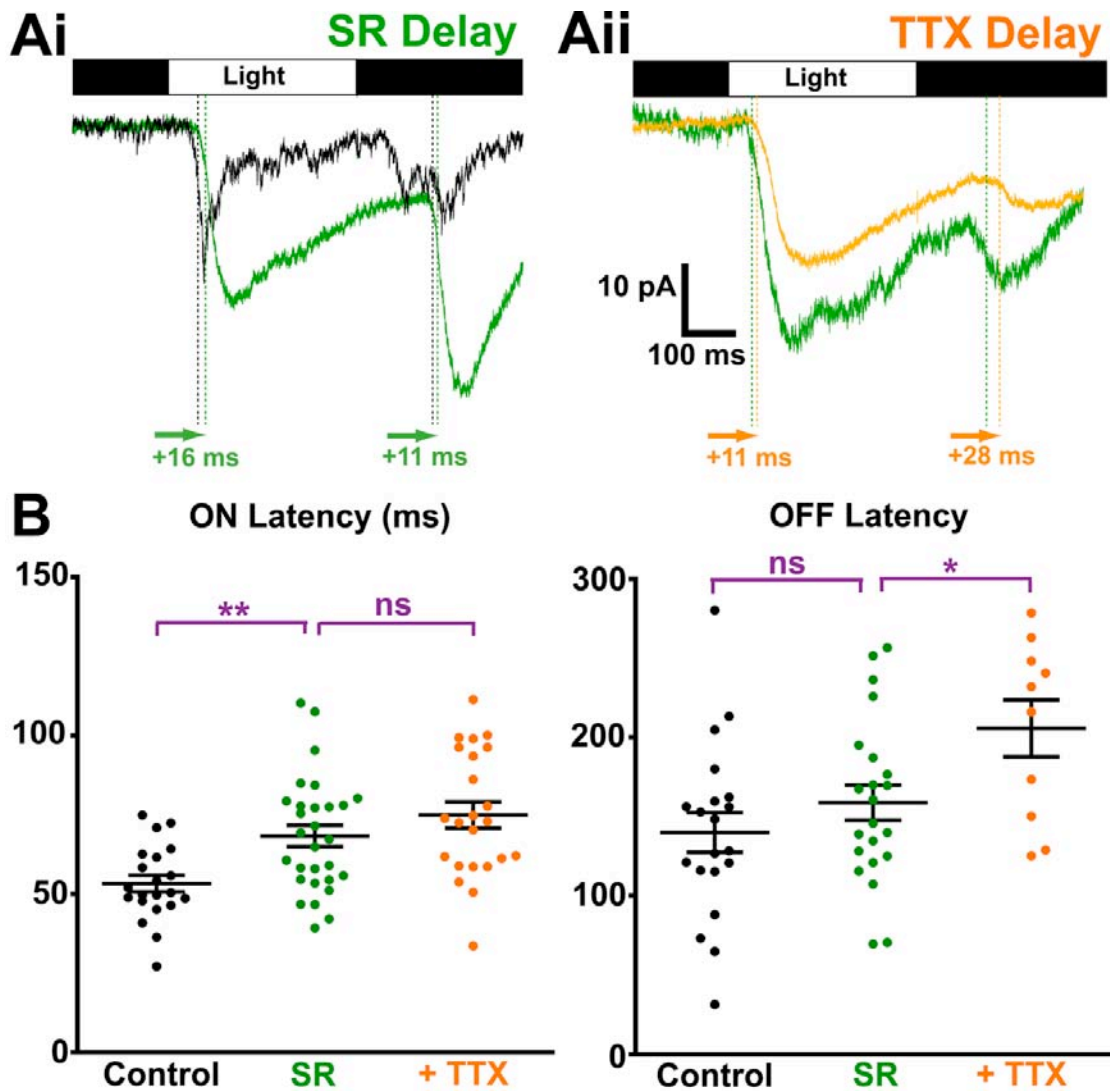 Ai SR Delay
Aii TTX Delay
Light
Light
10 pA
100 ms
+16 ms
+11 ms
+11 ms
+28 ms
B ON Latency (ms)
OFF Latency
150
100
50
0
** ns
Control SR + TTX
300
200
100
0
ns *
Control SR + TTX